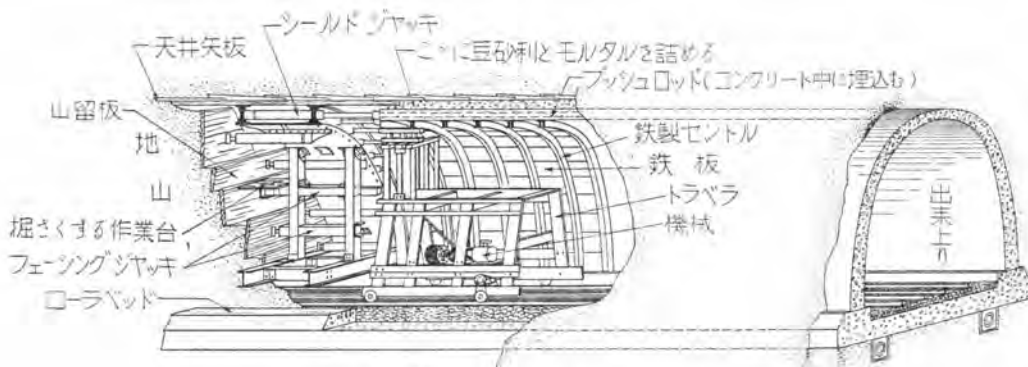 シールドジャッキ
天井矢板
ここに豆砂利とモルタルを詰める
プッシュロッド(コンクリート中に埋込む)
山留板
地
山
鉄製セントル
鉄板
トラベラ
機械
掘さくする作業台
フェーシングジャッキ
ローラベッド
出来上り